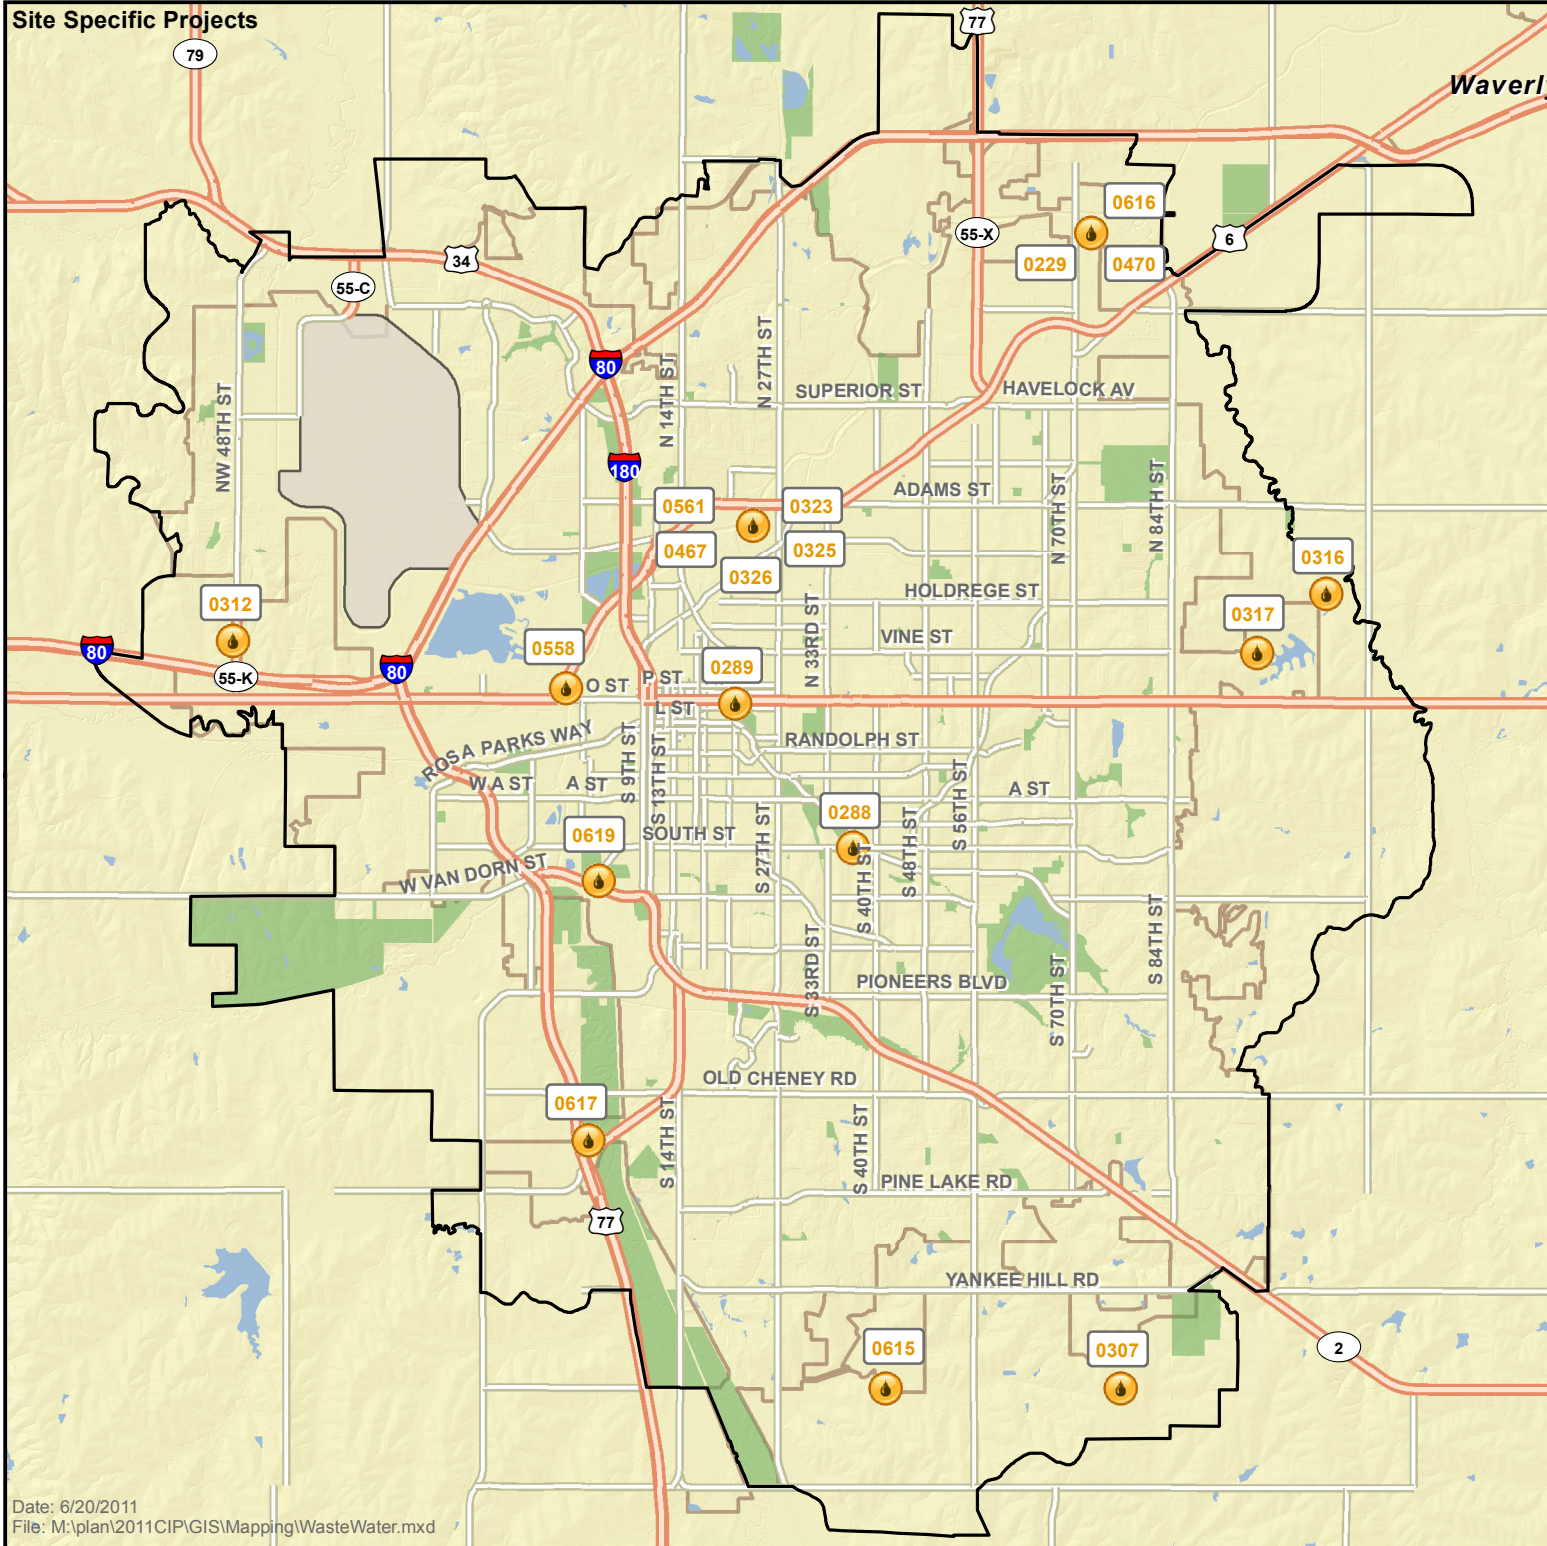 Site Specific Projects
77
79
Waverly
0616
55-X
6
34
0229
0470
55-C
80
N 14TH ST
N 27TH ST
SUPERIOR ST
HAVELOCK AV
NW 48TH ST
180
ADAMS ST
N 70TH ST
N 84TH ST
0561
0323
0467
0325
0326
0316
HOLDREGE ST
0312
0317
N 33RD ST
VINE ST
80
0558
0289
80
55-K
O ST
P ST
L ST
ROSA PARKS WAY
RANDOLPH ST
S 9TH ST
S 13TH ST
W A ST
A ST
A ST
S 56TH ST
0288
0619
SOUTH ST
S 27TH ST
S 40TH ST
S 48TH ST
W VAN DORN ST
S 84TH ST
S 33RD ST
PIONEERS BLVD
S 70TH ST
OLD CHENEY RD
0617
S 14TH ST
S 40TH ST
PINE LAKE RD
77
YANKEE HILL RD
0615
0307
2
Date: 6/20/2011
File: M:\plan\2011CIP\GIS\Mapping\WasteWater.mxd